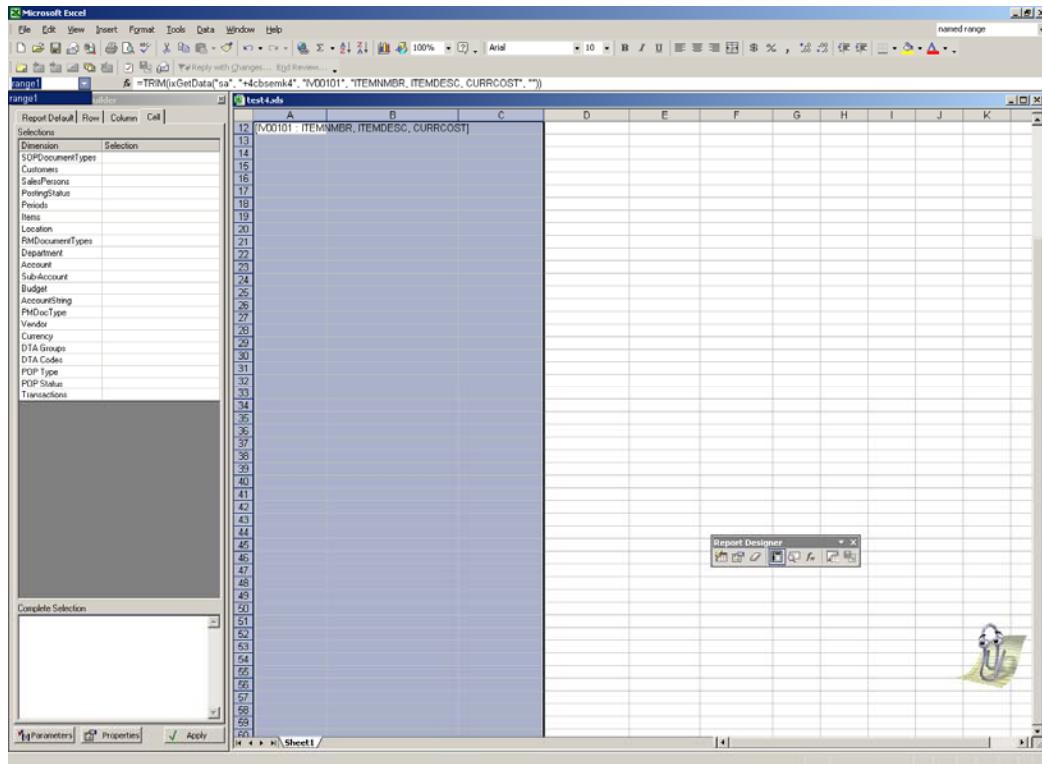 Microsoft Excel
File Edit View Insert Format Tools Data Window Help
named range
100%
Arial
10
B I U
$ % ,
Reply with Changes... End Review...
range1
fx =TRIM(ixGetData("sa", "+4cbsemk4", "IV00101", "ITEMNMBR, ITEMDESC, CURRCOST", ""))
range1
uilder
test4.xls
Report Default Row Column Cell
Selections
Dimension Selection
SOPDocumentTypes
Customers
SalesPersons
PostingStatus
Periods
Items
Location
RMDocumentTypes
Department
Account
Sub-Account
Budget
AccountString
PMDocType
Vendor
Currency
DTA Groups
DTA Codes
POP Type
POP Status
Transactions
Complete Selection
Parameters Properties Apply
A B C D E F G H I J K
12 [IV00101 : ITEMNMBR, ITEMDESC, CURRCOST]
13
14
15
16
17
18
19
20
21
22
23
24
25
26
27
28
29
30
31
32
33
34
35
36
37
38
39
40
41
42
43
44
45
46
47
48
49
50
51
52
53
54
55
56
57
58
59
60
Report Designer
Sheet1